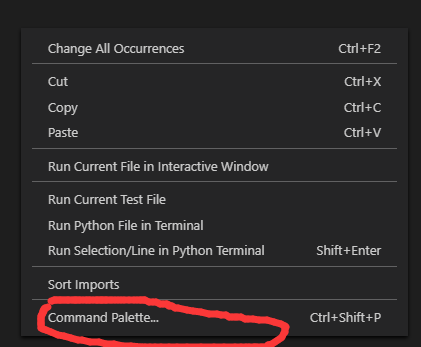 Change All Occurrences Ctrl+F2
Cut Ctrl+X
Copy Ctrl+C
Paste Ctrl+V
Run Current File in Interactive Window
Run Current Test File
Run Python File in Terminal
Run Selection/Line in Python Terminal Shift+Enter
Sort Imports
Command Palette... Ctrl+Shift+P